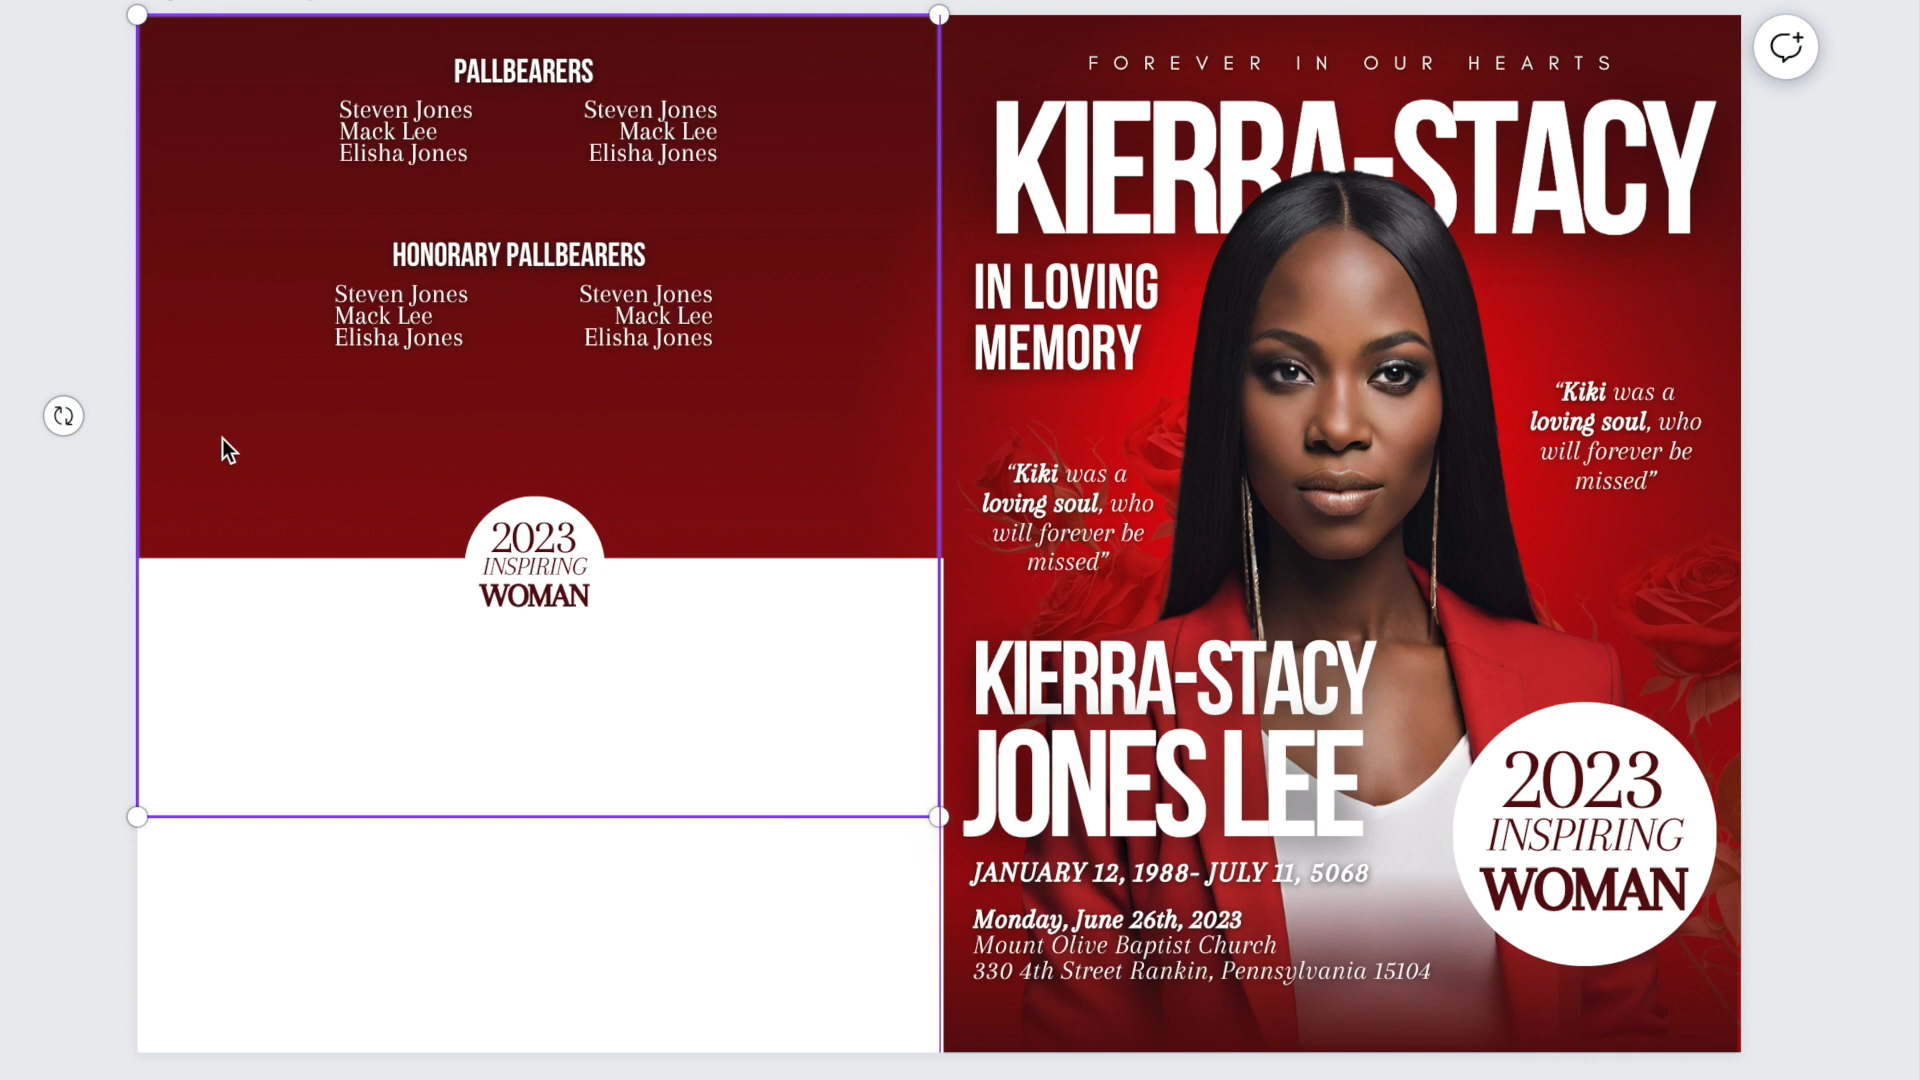 PALLBEARERS
Steven Jones
Mack Lee
Elisha Jones
Steven Jones
Mack Lee
Elisha Jones
HONORARY PALLBEARERS
Steven Jones
Mack Lee
Elisha Jones
Steven Jones
Mack Lee
Elisha Jones
2023
INSPIRING
WOMAN
FOREVER IN OUR HEARTS
KIERRA-STACY
IN LOVING
MEMORY
“Kiki was a
loving soul, who
will forever be
missed”
“Kiki was a
loving soul, who
will forever be
missed”
KIERRA-STACY
JONES LEE
JANUARY 12, 1988- JULY 11, 5068
Monday, June 26th, 2023
Mount Olive Baptist Church
330 4th Street Rankin, Pennsylvania 15104
2023
INSPIRING
WOMAN